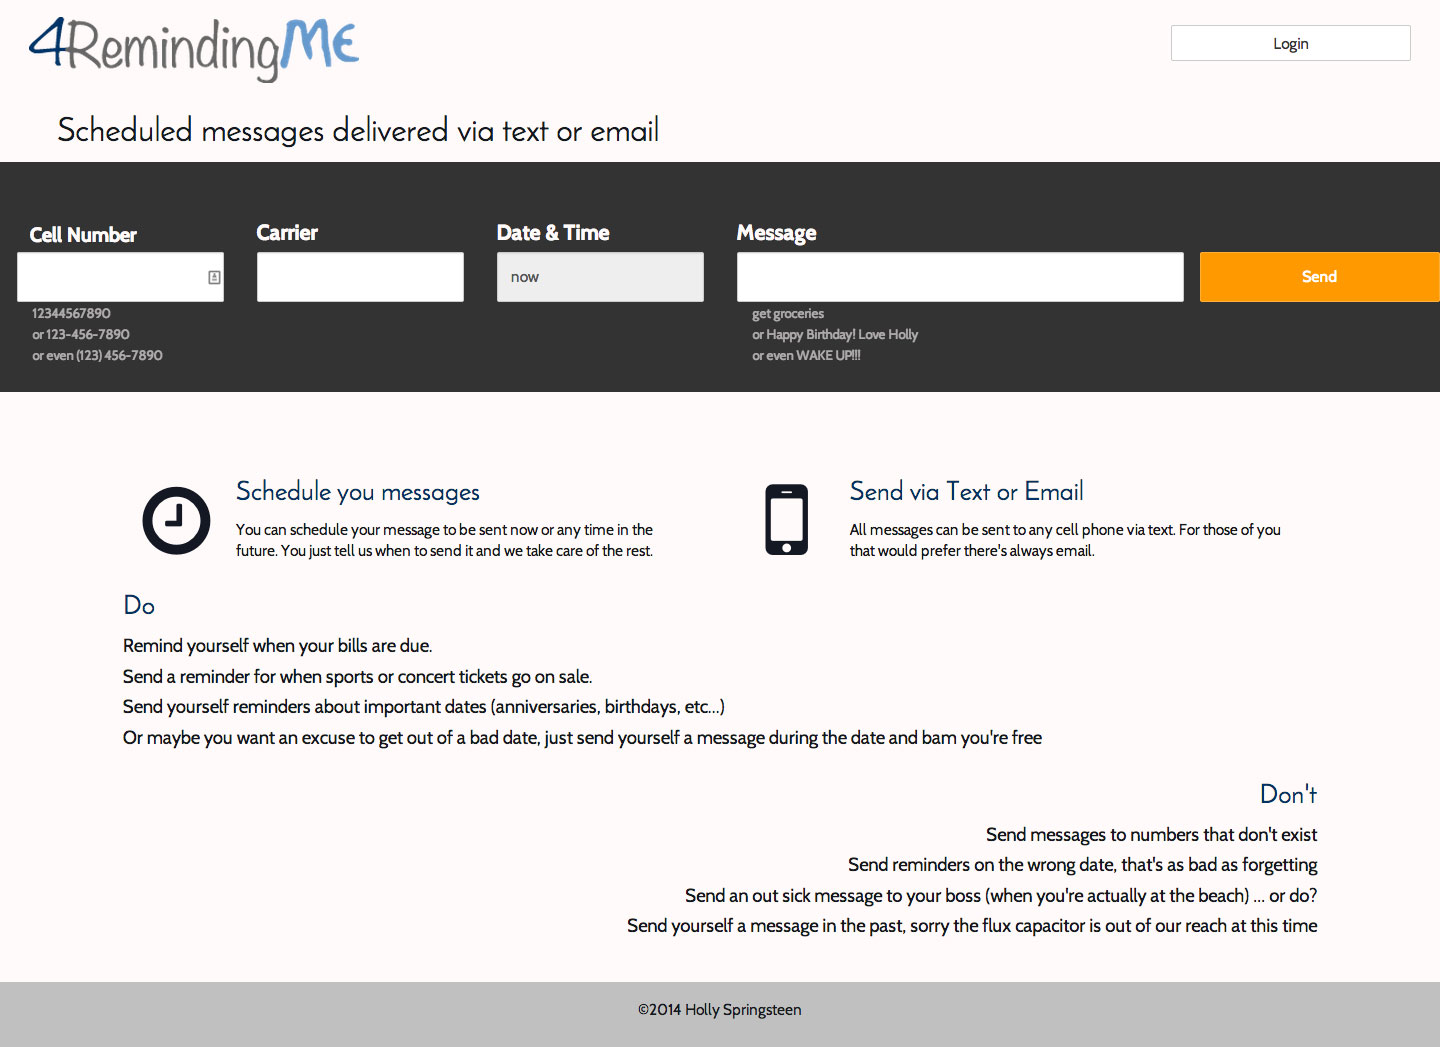 4RemindingME
Login
Scheduled messages delivered via text or email
Cell Number
12344567890
or 123-456-7890
or even (123) 456-7890
Carrier
Date & Time
now
Message
get groceries
or Happy Birthday! Love Holly
or even WAKE UP!!!
Send
Schedule you messages
You can schedule your message to be sent now or any time in the
future. You just tell us when to send it and we take care of the rest.
Send via Text or Email
All messages can be sent to any cell phone via text. For those of you
that would prefer there's always email.
Do
Remind yourself when your bills are due.
Send a reminder for when sports or concert tickets go on sale.
Send yourself reminders about important dates (anniversaries, birthdays, etc...)
Or maybe you want an excuse to get out of a bad date, just send yourself a message during the date and bam you're free
Don't
Send messages to numbers that don't exist
Send reminders on the wrong date, that's as bad as forgetting
Send an out sick message to your boss (when you're actually at the beach) ... or do?
Send yourself a message in the past, sorry the flux capacitor is out of our reach at this time
©2014 Holly Springsteen